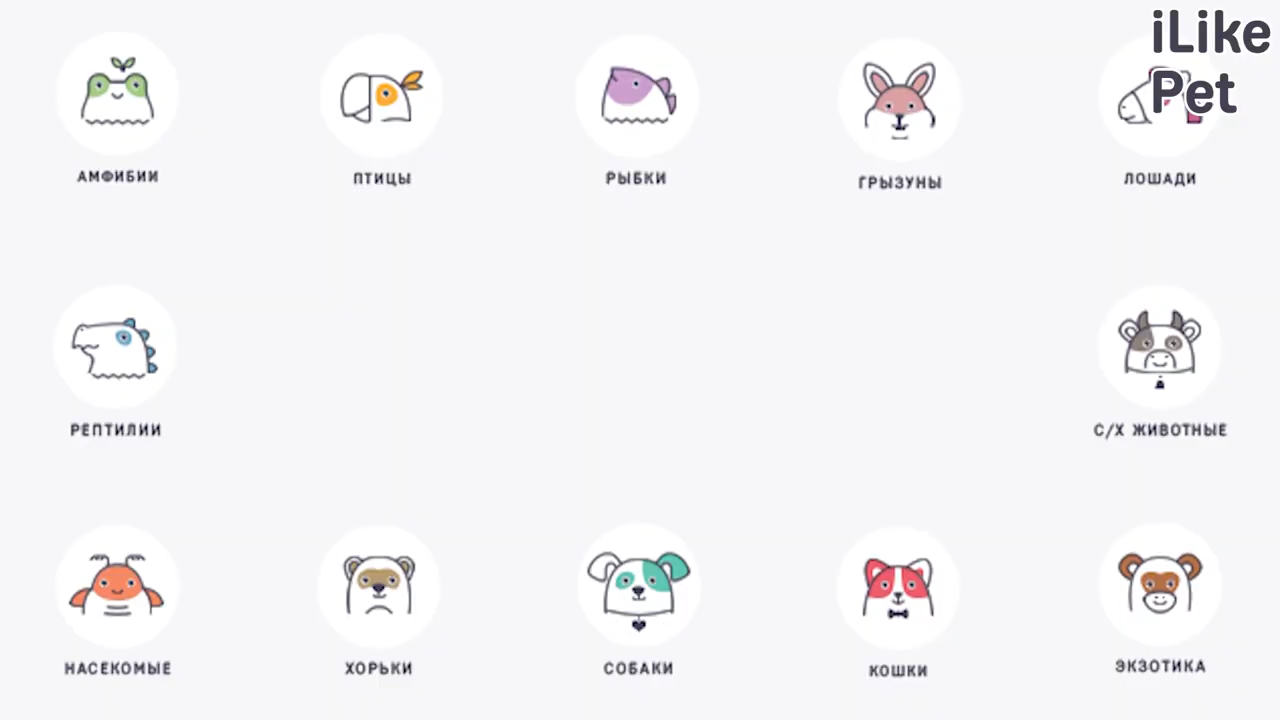 iLike
Pet
АМФИБИИ
ПТИЦЫ
РЫБКИ
ГРЫЗУНЫ
ЛОШАДИ
РЕПТИЛИИ
С/Х ЖИВОТНЫЕ
НАСЕКОМЫЕ
ХОРЬКИ
СОБАКИ
КОШКИ
ЭКЗОТИКА